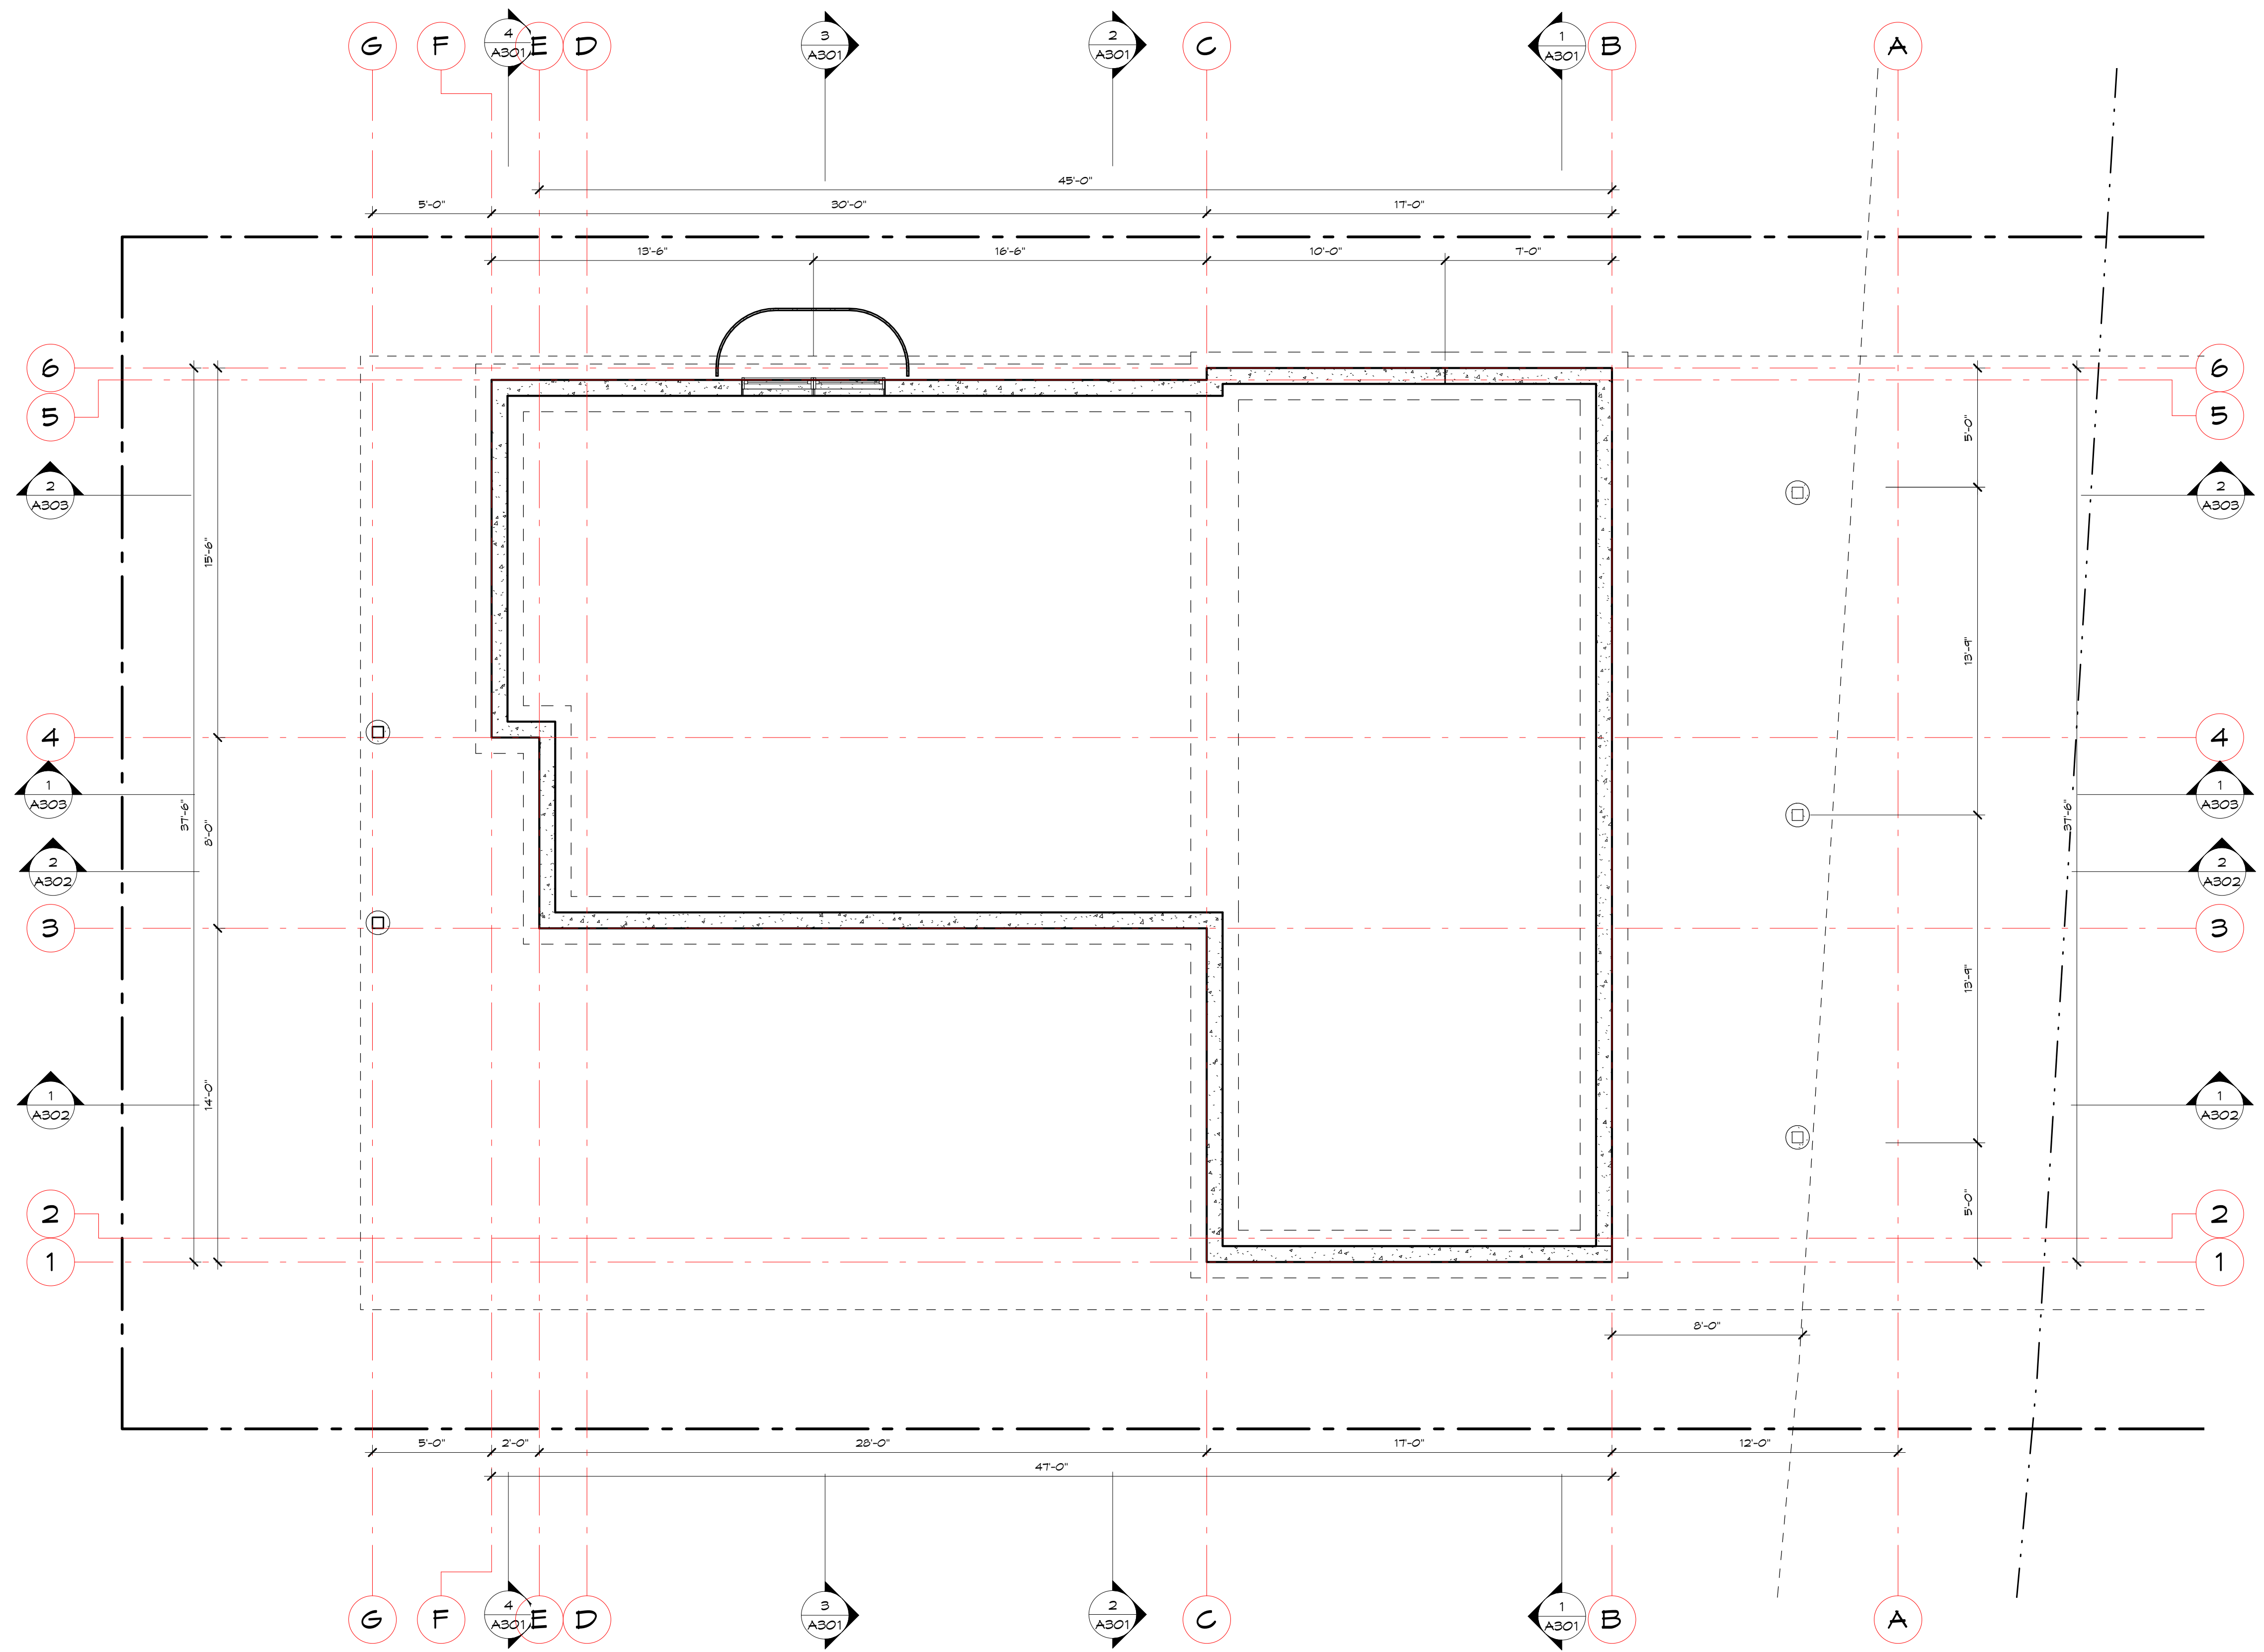 G F 4 E D 3 2 C 1 B A
A301 A301 A301 A301
45'-0"
5'-0" 30'-0" 17'-0"
13'-6" 16'-6" 10'-0" 7'-0"
6 6
5 5
5'-0"
2 2
A303 A303
15'-6"
13'-9"
4 4
1 1
A303 A303
37'-6" 8'-0" 37'-6"
2 2
A302 A302
3 3
13'-9"
14'-0"
1 1
A302 A302
5'-0"
2 2
1 1
8'-0"
5'-0" 2'-0" 28'-0" 17'-0" 12'-0"
47'-0"
G F 4 E D 3 2 C 1 B A
A301 A301 A301 A301